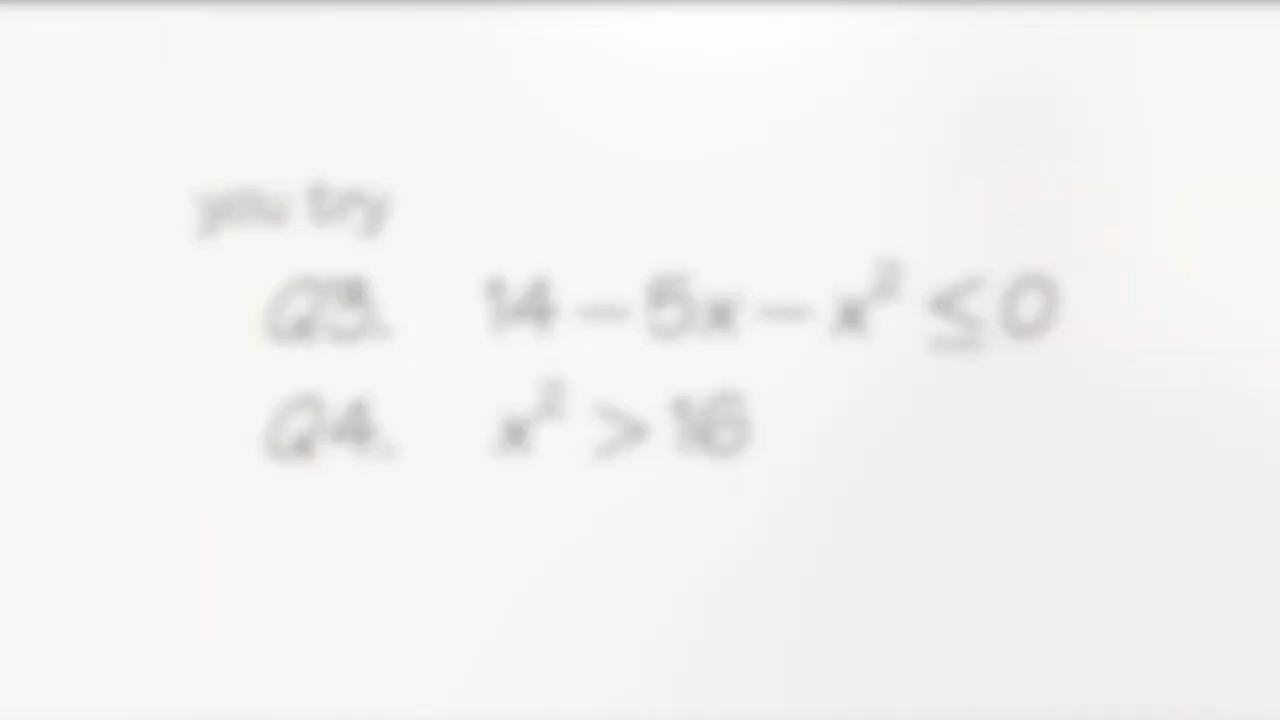 you try
Q3. 14 – 5x – x² ≤ 0
Q4. x² > 16